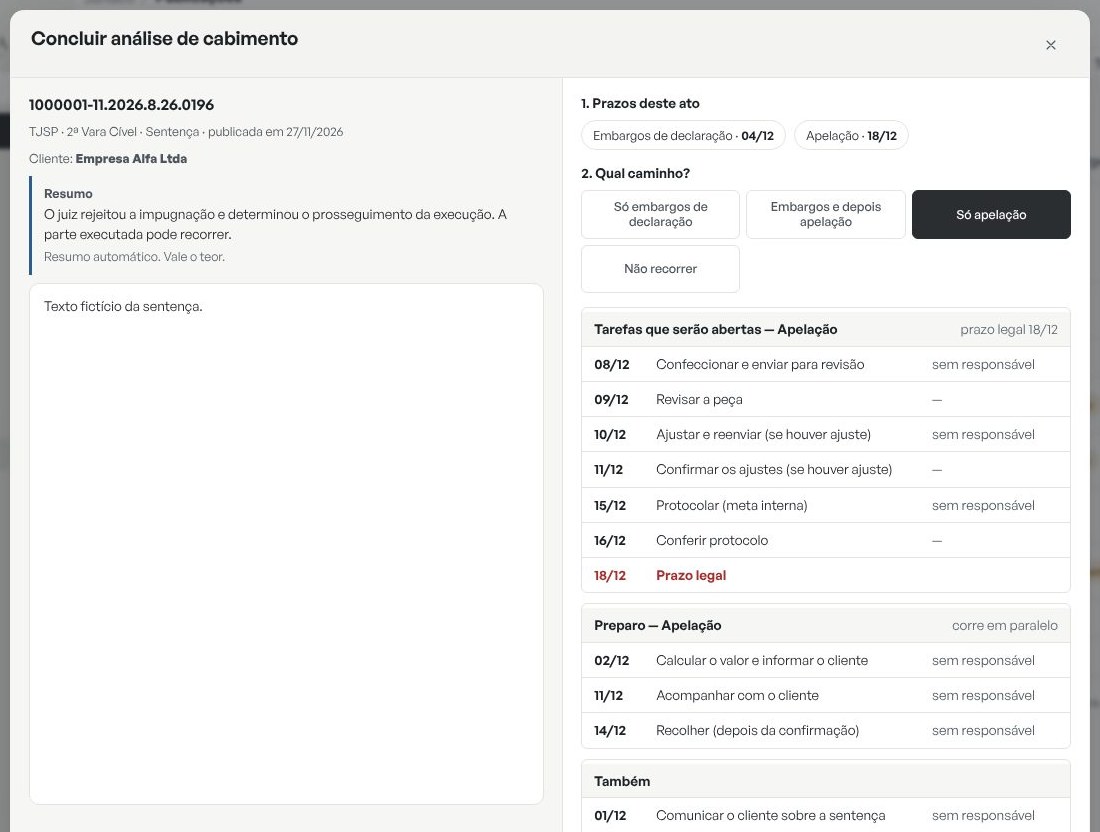 Concluir análise de cabimento
×
1000001-11.2026.8.26.0196
TJSP · 2ª Vara Cível · Sentença · publicada em 27/11/2026
Cliente: Empresa Alfa Ltda
Resumo
O juiz rejeitou a impugnação e determinou o prosseguimento da execução. A
parte executada pode recorrer.
Resumo automático. Vale o teor.
Texto fictício da sentença.
1. Prazos deste ato
Embargos de declaração · 04/12
Apelação · 18/12
2. Qual caminho?
Só embargos de
declaração
Embargos e depois
apelação
Só apelação
Não recorrer
Tarefas que serão abertas — Apelação prazo legal 18/12
08/12 Confeccionar e enviar para revisão sem responsável
09/12 Revisar a peça —
10/12 Ajustar e reenviar (se houver ajuste) sem responsável
11/12 Confirmar os ajustes (se houver ajuste) —
15/12 Protocolar (meta interna) sem responsável
16/12 Conferir protocolo —
18/12 Prazo legal
Preparo — Apelação corre em paralelo
02/12 Calcular o valor e informar o cliente sem responsável
11/12 Acompanhar com o cliente sem responsável
14/12 Recolher (depois da confirmação) sem responsável
Também
01/12 Comunicar o cliente sobre a sentença sem responsável